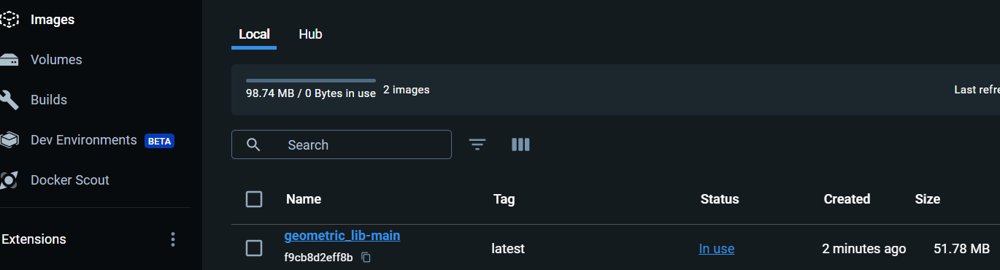 Images
Volumes
Builds
Dev Environments BETA
Docker Scout
Extensions
Local Hub
98.74 MB / 0 Bytes in use 2 images
Last refre
Search
Name Tag Status Created Size
geometric_lib-main
f9cb8d2eff8b
latest In use 2 minutes ago 51.78 MB